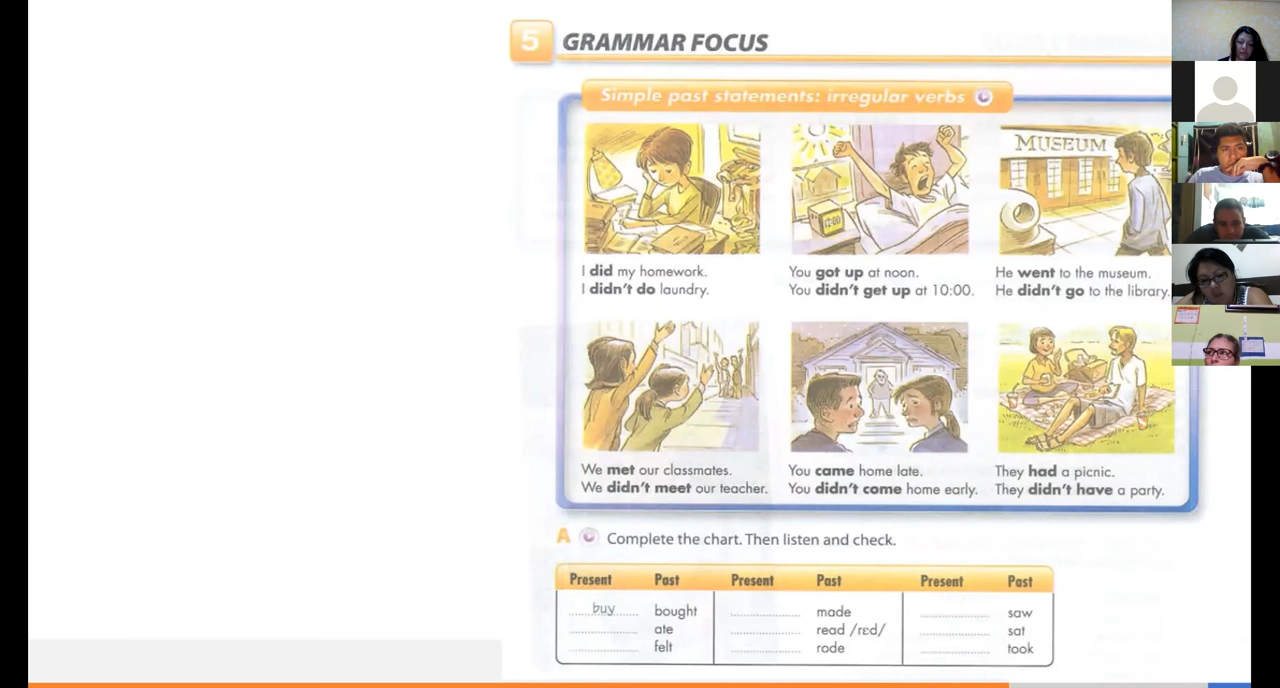 5 GRAMMAR FOCUS
Simple past statements: irregular verbs
MUSEUM
12:00
I did my homework.
I didn't do laundry.
You got up at noon.
You didn't get up at 10:00.
He went to the museum.
He didn't go to the library.
We met our classmates.
We didn't meet our teacher.
You came home late.
You didn't come home early.
They had a picnic.
They didn't have a party.
A Complete the chart. Then listen and check.
Present Past Present Past Present Past
buy bought made saw
ate read /rɛd/ sat
felt rode took